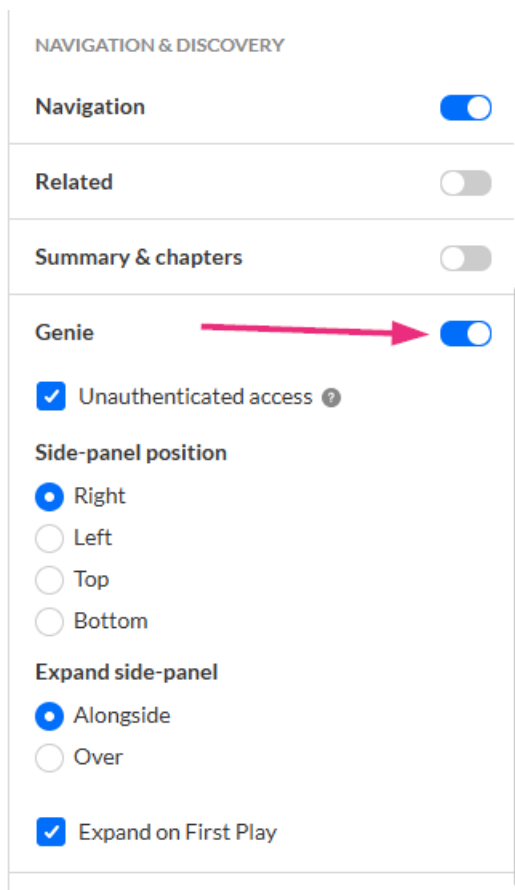 NAVIGATION & DISCOVERY
Navigation
Related
Summary & chapters
Genie
Unauthenticated access ?
Side-panel position
Right
Left
Top
Bottom
Expand side-panel
Alongside
Over
Expand on First Play